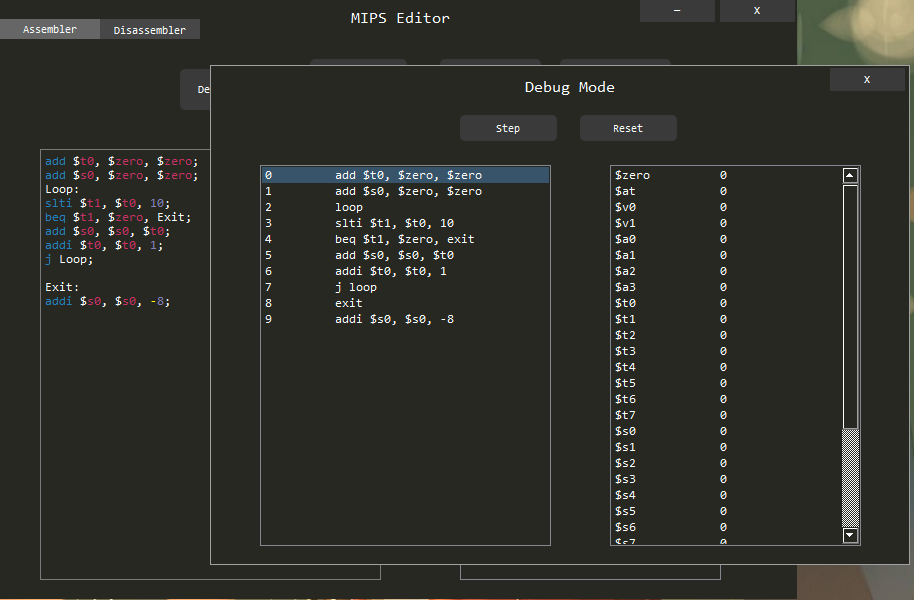 MIPS Editor
– X
Assembler Disassembler
De
add $t0, $zero, $zero;
add $s0, $zero, $zero;
Loop:
slti $t1, $t0, 10;
beq $t1, $zero, Exit;
add $s0, $s0, $t0;
addi $t0, $t0, 1;
j Loop;
Exit:
addi $s0, $s0, -8;
Debug Mode
X
Step Reset
0 add $t0, $zero, $zero
1 add $s0, $zero, $zero
2 loop
3 slti $t1, $t0, 10
4 beq $t1, $zero, exit
5 add $s0, $s0, $t0
6 addi $t0, $t0, 1
7 j loop
8 exit
9 addi $s0, $s0, -8
$zero 0
$at 0
$v0 0
$v1 0
$a0 0
$a1 0
$a2 0
$a3 0
$t0 0
$t1 0
$t2 0
$t3 0
$t4 0
$t5 0
$t6 0
$t7 0
$s0 0
$s1 0
$s2 0
$s3 0
$s4 0
$s5 0
$s6 0
$s7 0